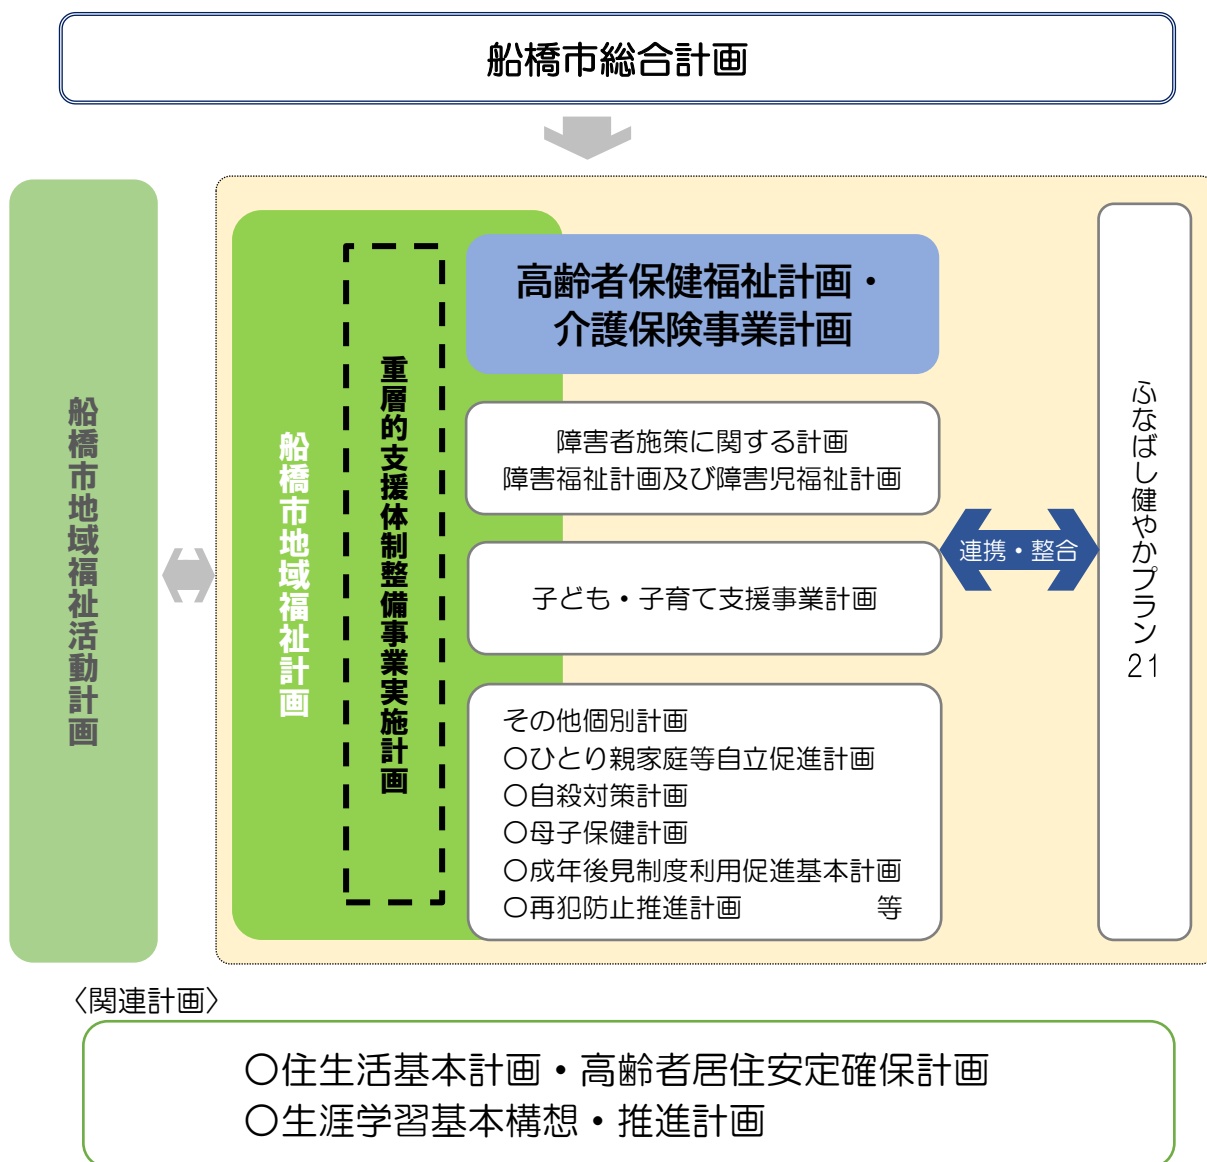 船橋市総合計画
船橋市地域福祉活動計画
船橋市地域福祉計画
重層的支援体制整備事業実施計画
高齢者保健福祉計画・
介護保険事業計画
障害者施策に関する計画
障害福祉計画及び障害児福祉計画
子ども・子育て支援事業計画
その他個別計画
〇ひとり親家庭等自立促進計画
〇自殺対策計画
〇母子保健計画
〇成年後見制度利用促進基本計画
〇再犯防止推進計画 等
連携・整合
ふなばし健やかプラン21
〈関連計画〉
〇住生活基本計画・高齢者居住安定確保計画
〇生涯学習基本構想・推進計画